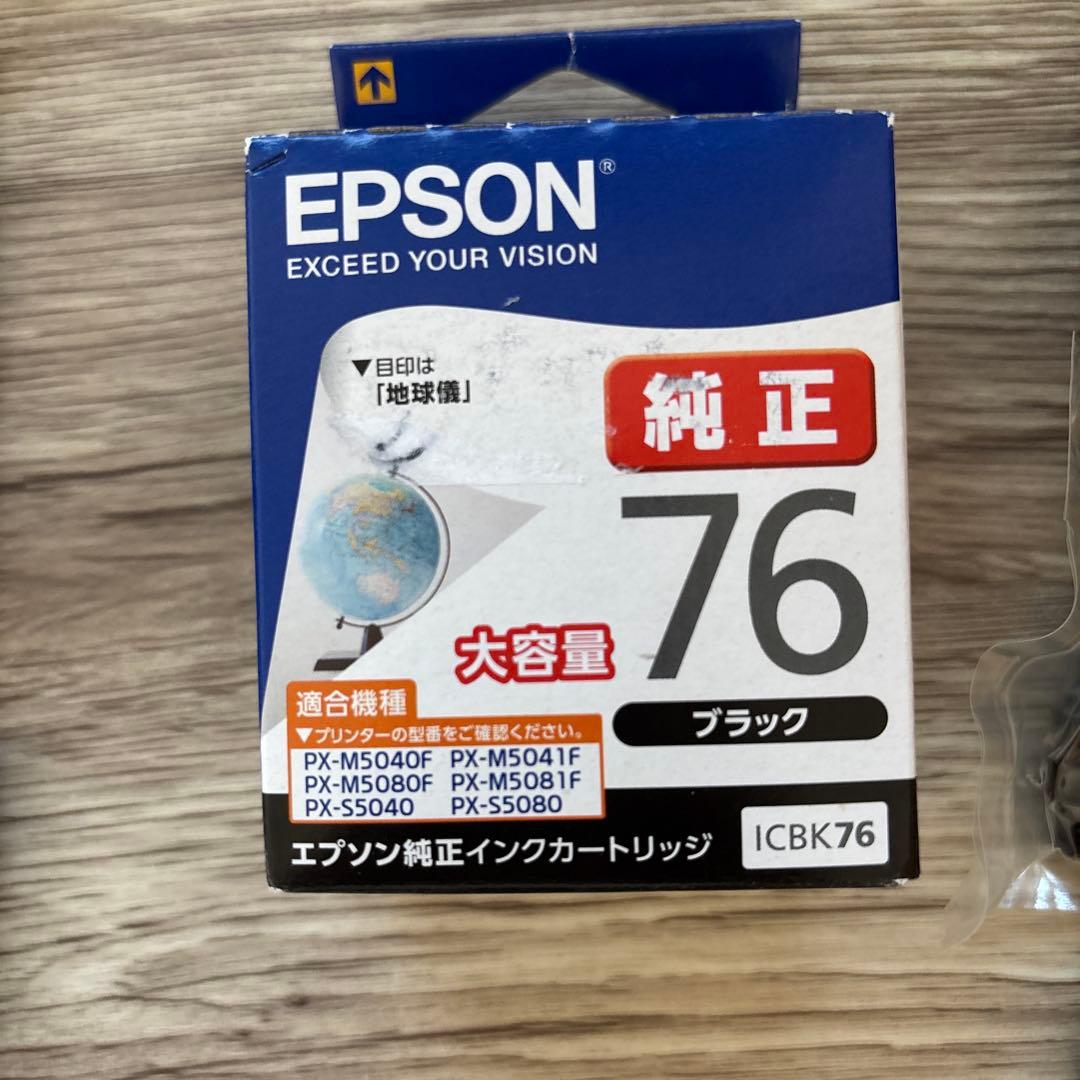 EPSON®
EXCEED YOUR VISION
▼目印は
「地球儀」
純正
76
大容量
ブラック
適合機種
▼プリンターの型番をご確認ください。
PX-M5040F PX-M5041F
PX-M5080F PX-M5081F
PX-S5040 PX-S5080
エプソン純正インクカートリッジ
ICBK76